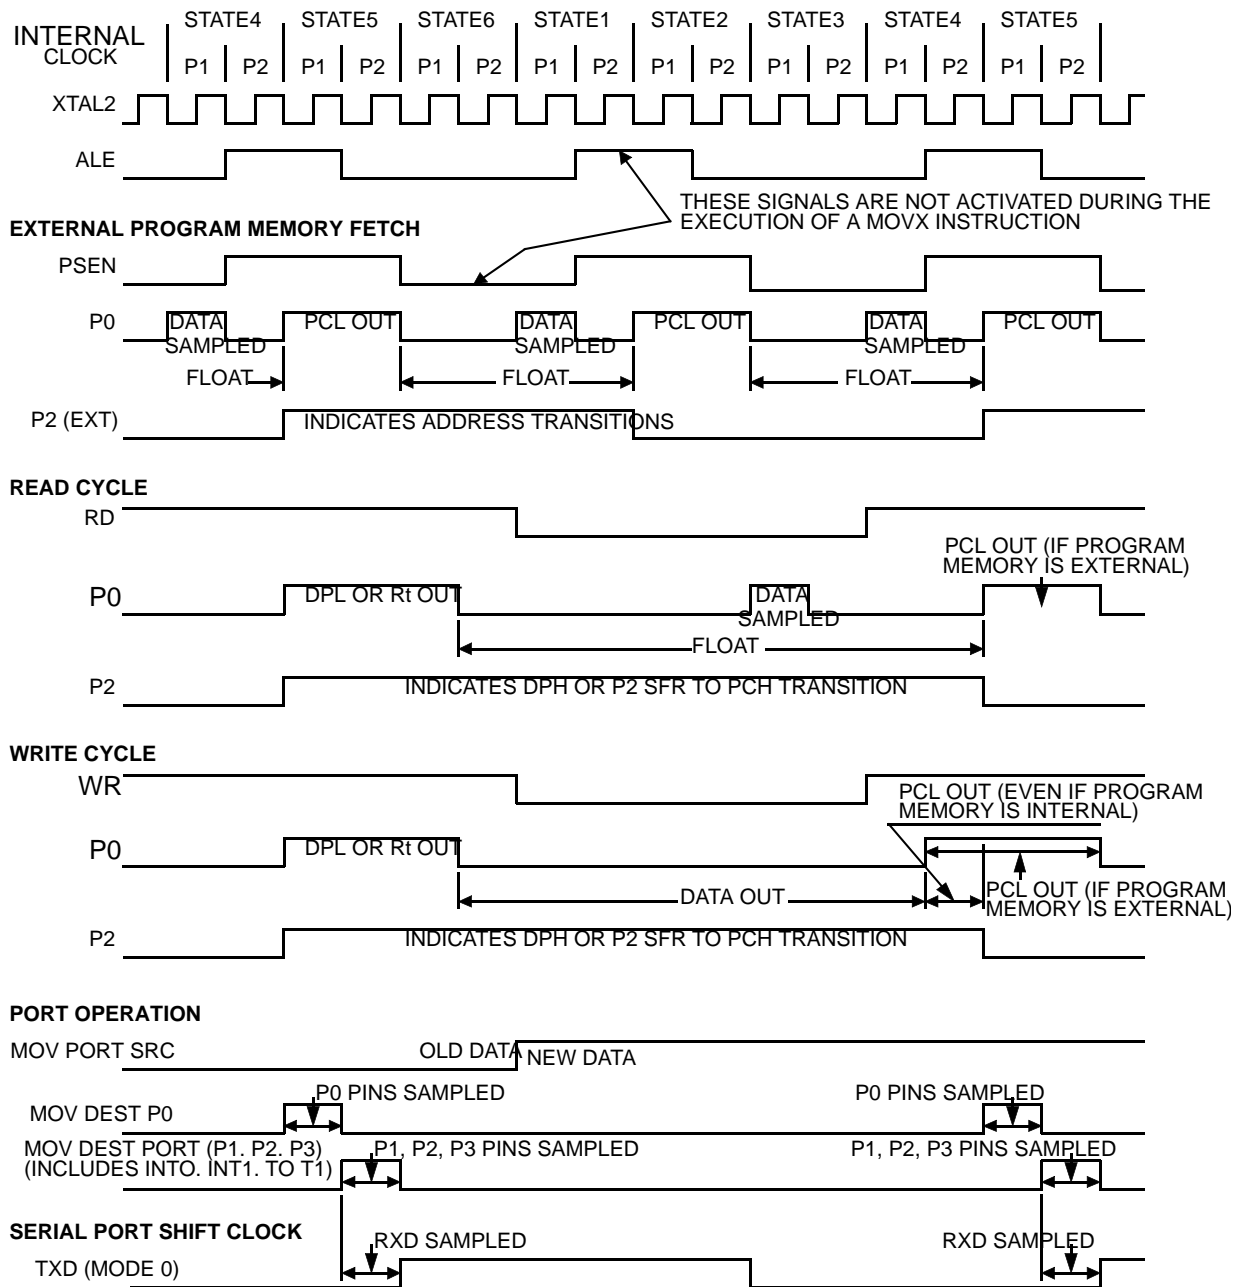 INTERNAL
CLOCK
STATE4 STATE5 STATE6 STATE1 STATE2 STATE3 STATE4 STATE5
P1 P2 P1 P2 P1 P2 P1 P2 P1 P2 P1 P2 P1 P2 P1 P2
XTAL2
ALE
THESE SIGNALS ARE NOT ACTIVATED DURING THE
EXECUTION OF A MOVX INSTRUCTION
EXTERNAL PROGRAM MEMORY FETCH
PSEN
P0
DATA
SAMPLED
PCL OUT
DATA
SAMPLED
PCL OUT
DATA
SAMPLED
PCL OUT
FLOAT
FLOAT
FLOAT
P2 (EXT)
INDICATES ADDRESS TRANSITIONS
READ CYCLE
RD
PCL OUT (IF PROGRAM
MEMORY IS EXTERNAL)
P0
DPL OR Rt OUT
DATA
SAMPLED
FLOAT
P2
INDICATES DPH OR P2 SFR TO PCH TRANSITION
WRITE CYCLE
WR
PCL OUT (EVEN IF PROGRAM
MEMORY IS INTERNAL)
P0
DPL OR Rt OUT
DATA OUT
PCL OUT (IF PROGRAM
MEMORY IS EXTERNAL)
P2
INDICATES DPH OR P2 SFR TO PCH TRANSITION
PORT OPERATION
MOV PORT SRC
OLD DATA
NEW DATA
P0 PINS SAMPLED
P0 PINS SAMPLED
MOV DEST P0
MOV DEST PORT (P1. P2. P3)
(INCLUDES INTO. INT1. TO T1)
P1, P2, P3 PINS SAMPLED
P1, P2, P3 PINS SAMPLED
SERIAL PORT SHIFT CLOCK
RXD SAMPLED
RXD SAMPLED
TXD (MODE 0)